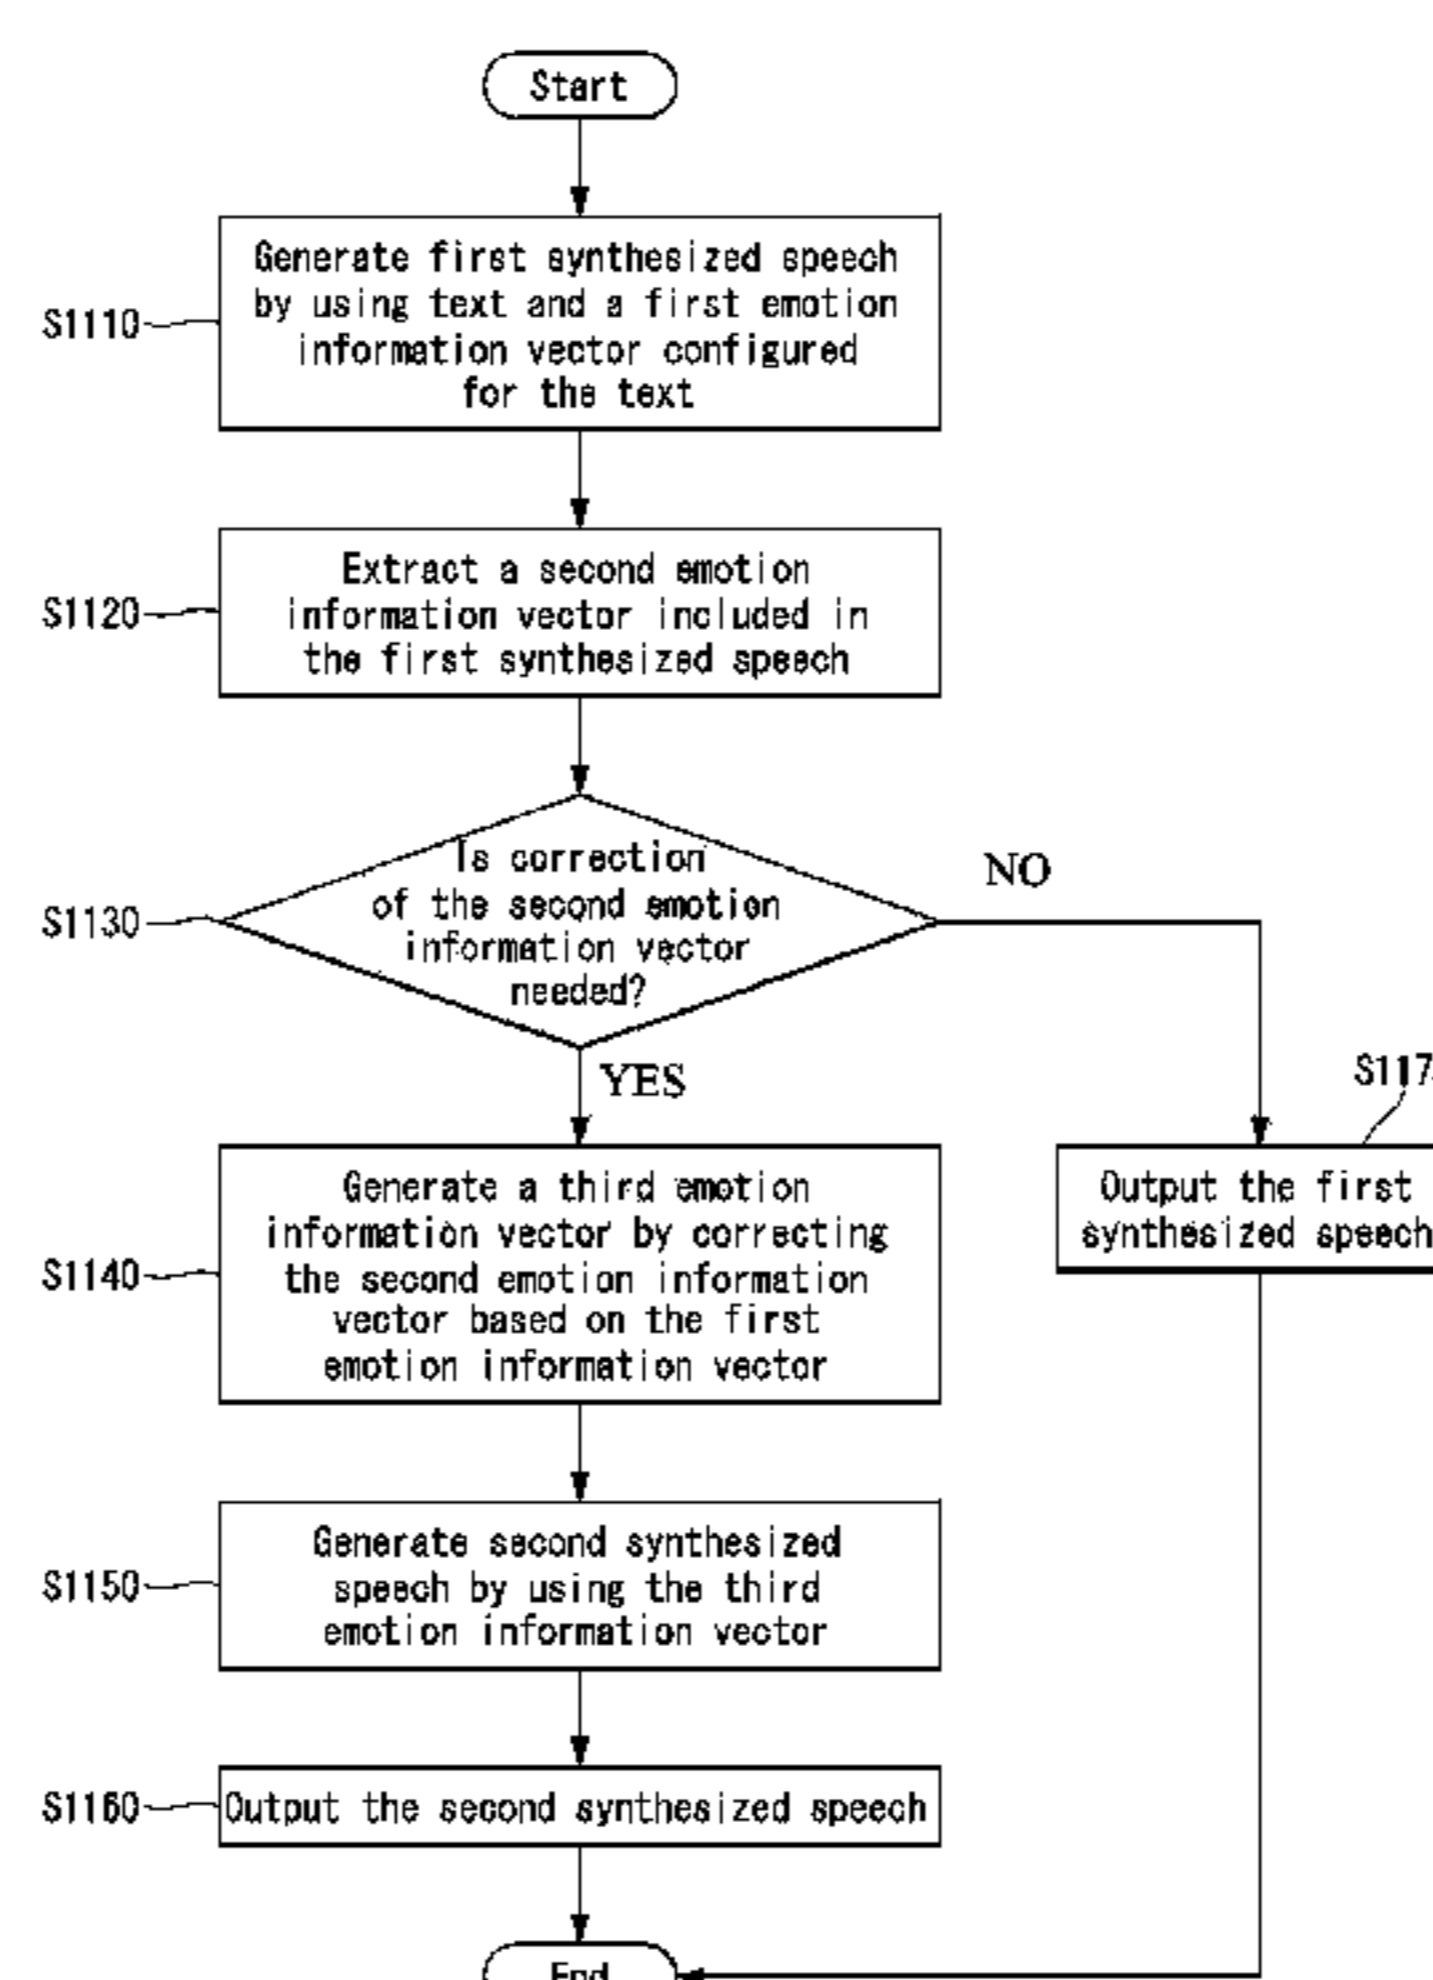 Start
S1110
Generate first synthesized speech
by using text and a first emotion
information vector configured
for the text
S1120
Extract a second emotion
information vector included in
the first synthesized speech
S1130
Is correction
of the second emotion
information vector
needed?
NO
YES
S1140
Generate a third emotion
information vector by correcting
the second emotion information
vector based on the first
emotion information vector
S117
Output the first
synthesized speech
S1150
Generate second synthesized
speech by using the third
emotion information vector
S1160
Output the second synthesized speech
End